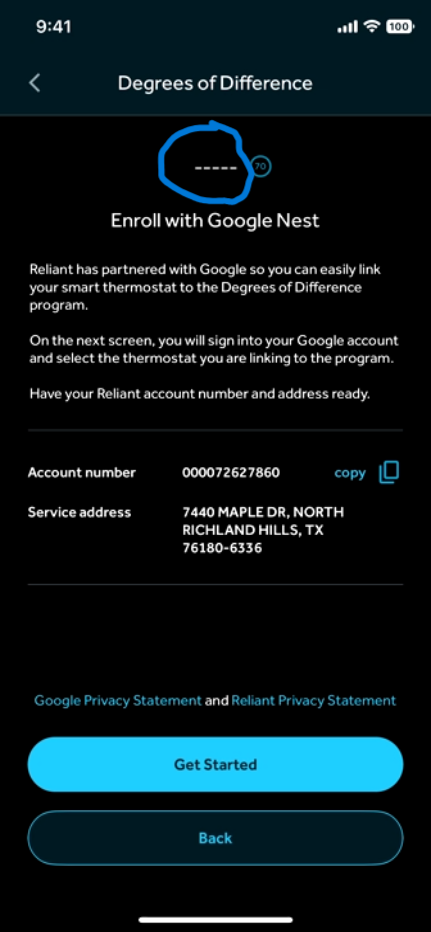 9:41
100
Degrees of Difference
-----
70
Enroll with Google Nest
Reliant has partnered with Google so you can easily link
your smart thermostat to the Degrees of Difference
program.
On the next screen, you will sign into your Google account
and select the thermostat you are linking to the program.
Have your Reliant account number and address ready.
Account number 000072627860 copy
Service address 7440 MAPLE DR, NORTH
RICHLAND HILLS, TX
76180-6336
Google Privacy Statement and Reliant Privacy Statement
Get Started
Back